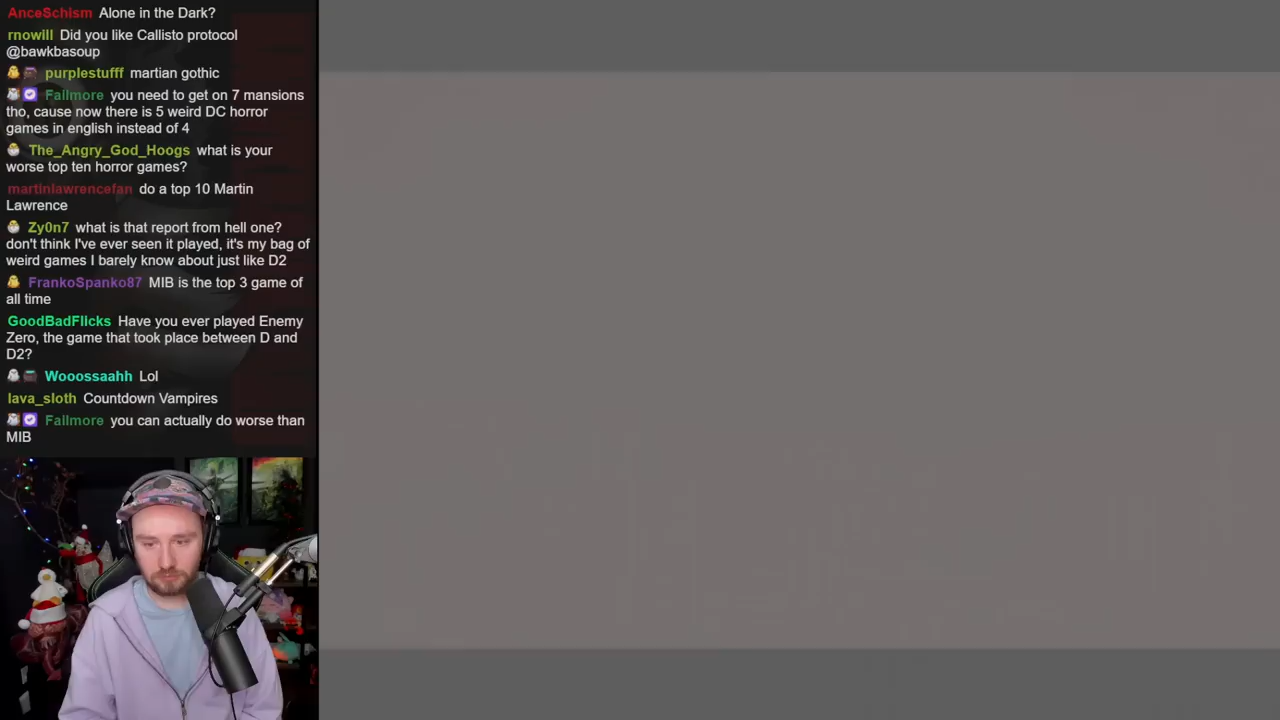 AnceSchism Alone in the Dark?
rnowill Did you like Callisto protocol
@bawkbasoup
purplestufff martian gothic
Failmore you need to get on 7 mansions
tho, cause now there is 5 weird DC horror
games in english instead of 4
The_Angry_God_Hoogs what is your
worse top ten horror games?
martinlawrencefan do a top 10 Martin
Lawrence
Zy0n7 what is that report from hell one?
don't think I've ever seen it played, it's my bag of
weird games I barely know about just like D2
FrankoSpanko87 MIB is the top 3 game of
all time
GoodBadFlicks Have you ever played Enemy
Zero, the game that took place between D and
D2?
Wooossaahh Lol
lava_sloth Countdown Vampires
Failmore you can actually do worse than
MIB